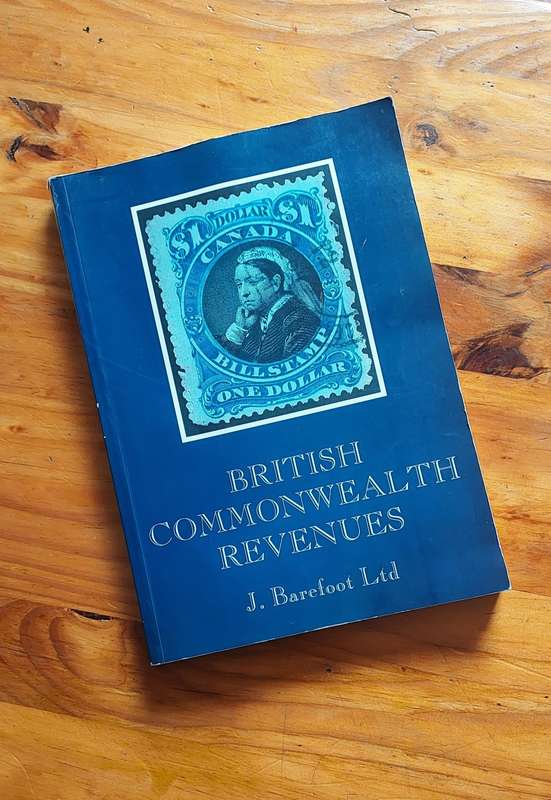 $1 DOLLAR $1
CANADA
BILL STAMP
ONE DOLLAR
BRITISH
COMMONWEALTH
REVENUES
J. Barefoot Ltd